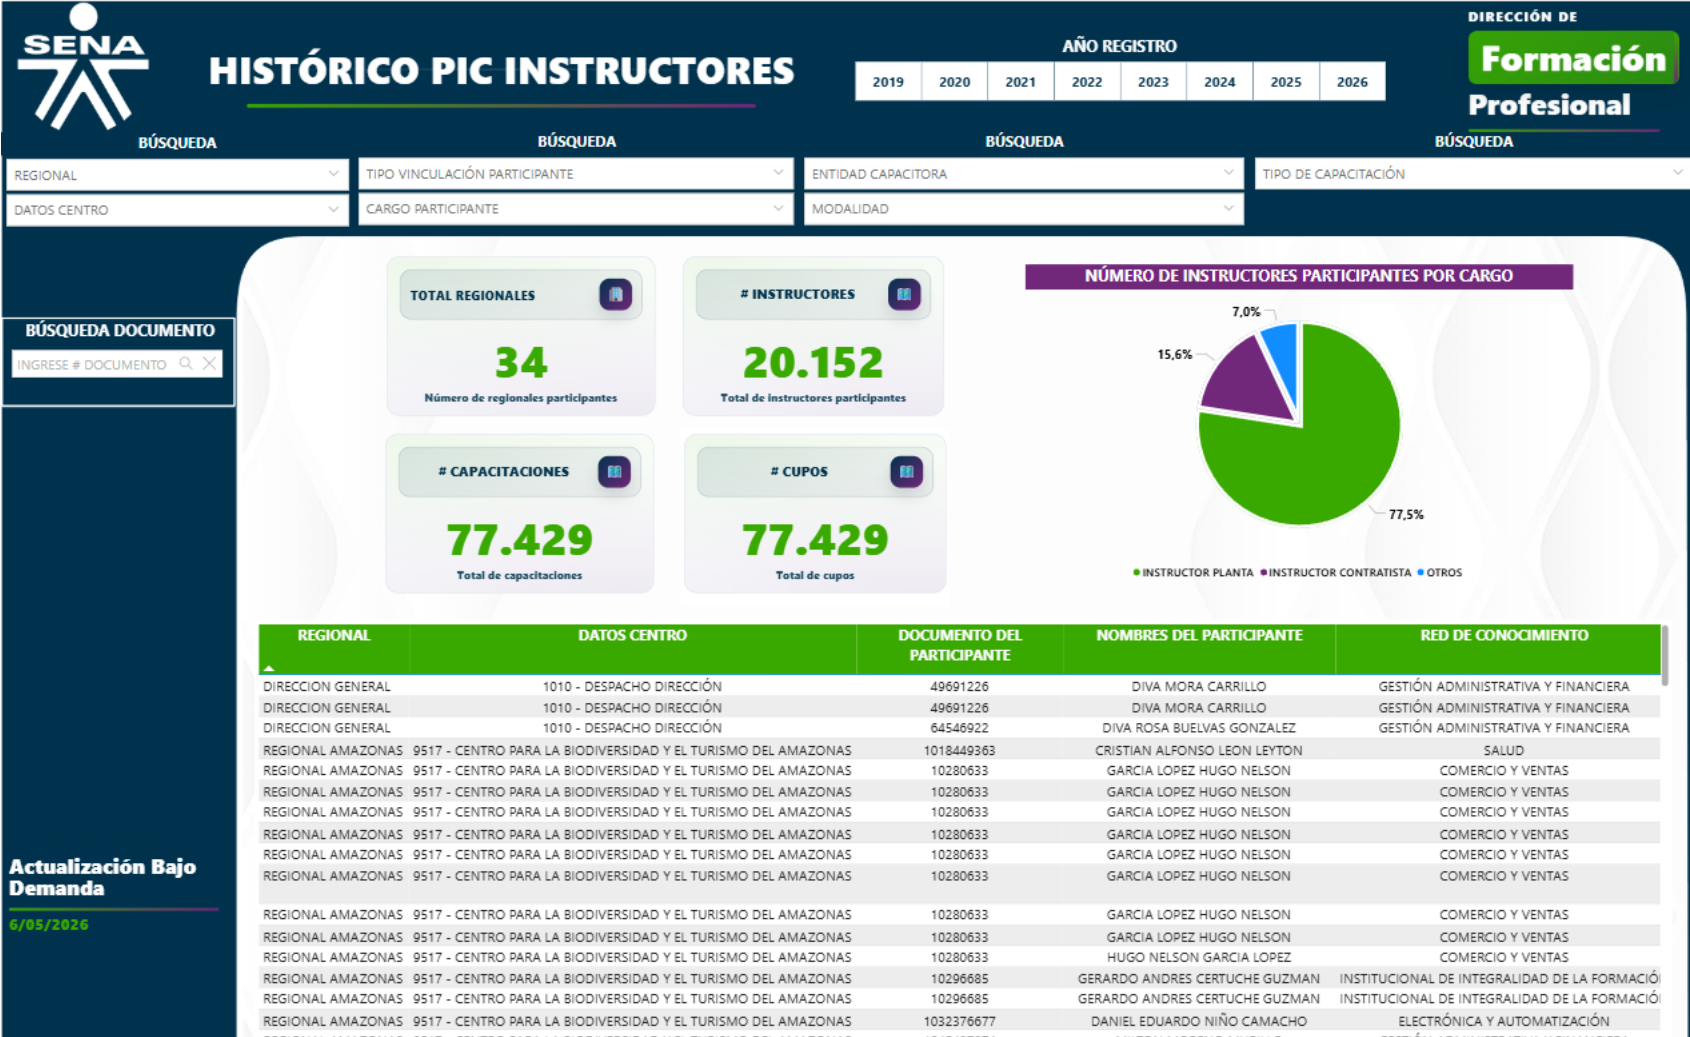 SENA
HISTÓRICO PIC INSTRUCTORES
AÑO REGISTRO
2019 2020 2021 2022 2023 2024 2025 2026
DIRECCIÓN DE
Formación
Profesional
BÚSQUEDA BÚSQUEDA BÚSQUEDA BÚSQUEDA
REGIONAL TIPO VINCULACIÓN PARTICIPANTE ENTIDAD CAPACITORA TIPO DE CAPACITACIÓN
DATOS CENTRO CARGO PARTICIPANTE MODALIDAD
BÚSQUEDA DOCUMENTO
INGRESE # DOCUMENTO
TOTAL REGIONALES
34
Número de regionales participantes
# INSTRUCTORES
20.152
Total de instructores participantes
# CAPACITACIONES
77.429
Total de capacitaciones
# CUPOS
77.429
Total de cupos
NÚMERO DE INSTRUCTORES PARTICIPANTES POR CARGO
7,0%
15,6%
77,5%
INSTRUCTOR PLANTA INSTRUCTOR CONTRATISTA OTROS
REGIONAL DATOS CENTRO DOCUMENTO DEL PARTICIPANTE NOMBRES DEL PARTICIPANTE RED DE CONOCIMIENTO
DIRECCION GENERAL 1010 - DESPACHO DIRECCIÓN 49691226 DIVA MORA CARRILLO GESTIÓN ADMINISTRATIVA Y FINANCIERA
DIRECCION GENERAL 1010 - DESPACHO DIRECCIÓN 49691226 DIVA MORA CARRILLO GESTIÓN ADMINISTRATIVA Y FINANCIERA
DIRECCION GENERAL 1010 - DESPACHO DIRECCIÓN 64546922 DIVA ROSA BUELVAS GONZALEZ GESTIÓN ADMINISTRATIVA Y FINANCIERA
REGIONAL AMAZONAS 9517 - CENTRO PARA LA BIODIVERSIDAD Y EL TURISMO DEL AMAZONAS 1018449363 CRISTIAN ALFONSO LEON LEYTON SALUD
REGIONAL AMAZONAS 9517 - CENTRO PARA LA BIODIVERSIDAD Y EL TURISMO DEL AMAZONAS 10280633 GARCIA LOPEZ HUGO NELSON COMERCIO Y VENTAS
REGIONAL AMAZONAS 9517 - CENTRO PARA LA BIODIVERSIDAD Y EL TURISMO DEL AMAZONAS 10280633 GARCIA LOPEZ HUGO NELSON COMERCIO Y VENTAS
REGIONAL AMAZONAS 9517 - CENTRO PARA LA BIODIVERSIDAD Y EL TURISMO DEL AMAZONAS 10280633 GARCIA LOPEZ HUGO NELSON COMERCIO Y VENTAS
REGIONAL AMAZONAS 9517 - CENTRO PARA LA BIODIVERSIDAD Y EL TURISMO DEL AMAZONAS 10280633 GARCIA LOPEZ HUGO NELSON COMERCIO Y VENTAS
REGIONAL AMAZONAS 9517 - CENTRO PARA LA BIODIVERSIDAD Y EL TURISMO DEL AMAZONAS 10280633 GARCIA LOPEZ HUGO NELSON COMERCIO Y VENTAS
REGIONAL AMAZONAS 9517 - CENTRO PARA LA BIODIVERSIDAD Y EL TURISMO DEL AMAZONAS 10280633 GARCIA LOPEZ HUGO NELSON COMERCIO Y VENTAS
REGIONAL AMAZONAS 9517 - CENTRO PARA LA BIODIVERSIDAD Y EL TURISMO DEL AMAZONAS 10280633 GARCIA LOPEZ HUGO NELSON COMERCIO Y VENTAS
REGIONAL AMAZONAS 9517 - CENTRO PARA LA BIODIVERSIDAD Y EL TURISMO DEL AMAZONAS 10280633 GARCIA LOPEZ HUGO NELSON COMERCIO Y VENTAS
REGIONAL AMAZONAS 9517 - CENTRO PARA LA BIODIVERSIDAD Y EL TURISMO DEL AMAZONAS 10280633 HUGO NELSON GARCIA LOPEZ COMERCIO Y VENTAS
REGIONAL AMAZONAS 9517 - CENTRO PARA LA BIODIVERSIDAD Y EL TURISMO DEL AMAZONAS 10296685 GERARDO ANDRES CERTUCHE GUZMAN INSTITUCIONAL DE INTEGRALIDAD DE LA FORMACIÓ
REGIONAL AMAZONAS 9517 - CENTRO PARA LA BIODIVERSIDAD Y EL TURISMO DEL AMAZONAS 10296685 GERARDO ANDRES CERTUCHE GUZMAN INSTITUCIONAL DE INTEGRALIDAD DE LA FORMACIÓ
REGIONAL AMAZONAS 9517 - CENTRO PARA LA BIODIVERSIDAD Y EL TURISMO DEL AMAZONAS 1032376677 DANIEL EDUARDO NIÑO CAMACHO ELECTRÓNICA Y AUTOMATIZACIÓN
Actualización Bajo
Demanda
6/05/2026